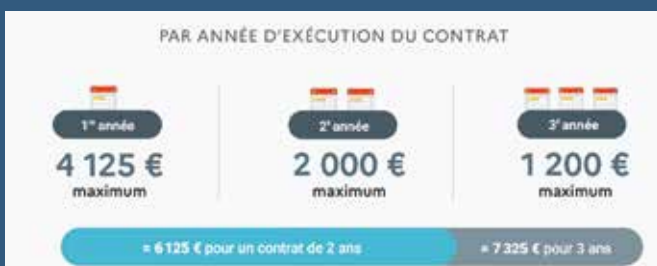 PAR ANNÉE D'EXÉCUTION DU CONTRAT
1re année
4 125 €
maximum
2e année
2 000 €
maximum
3e année
1 200 €
maximum
= 6 125 € pour un contrat de 2 ans
= 7 325 € pour 3 ans